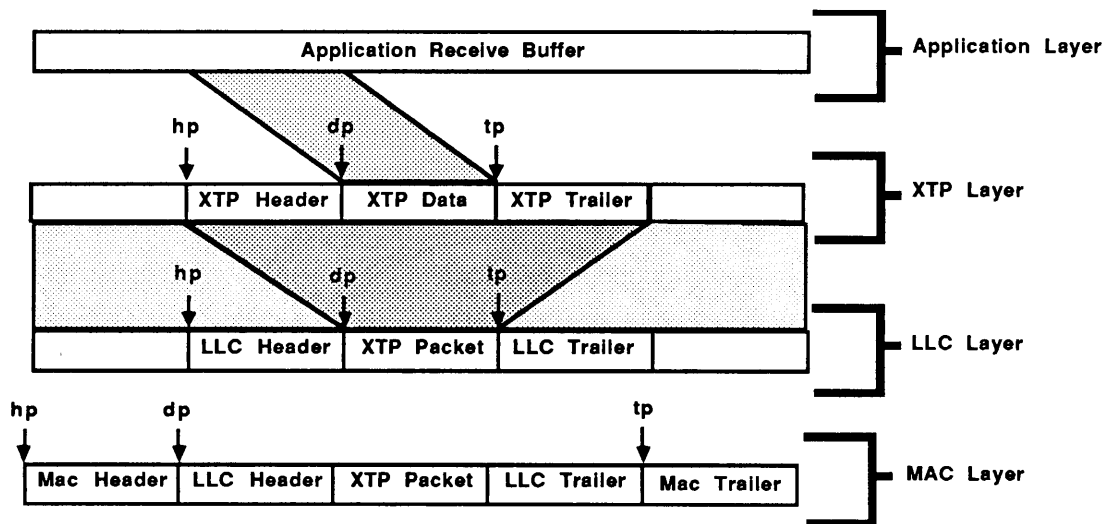 Application Receive Buffer
Application Layer
hp dp tp
XTP Header XTP Data XTP Trailer
XTP Layer
hp dp tp
LLC Header XTP Packet LLC Trailer
LLC Layer
hp dp tp
Mac Header LLC Header XTP Packet LLC Trailer Mac Trailer
MAC Layer